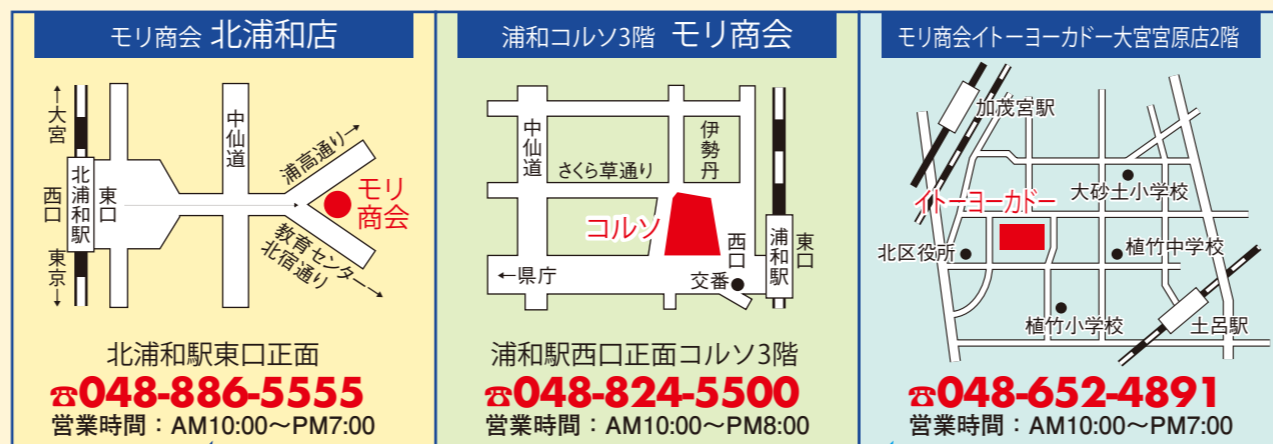 モリ商会 北浦和店
↑大宮
北浦和駅
西口
東口
東京↓
中仙道
浦高通り→
モリ
商会
教育センター
北宿通り→
北浦和駅東口正面
☎048-886-5555
営業時間：AM10:00〜PM7:00
浦和コルソ3階 モリ商会
中仙道
さくら草通り
伊勢丹
コルソ
西口
浦和駅
東口
←県庁
交番
浦和駅西口正面コルソ3階
☎048-824-5500
営業時間：AM10:00〜PM8:00
モリ商会イトーヨーカドー大宮宮原店2階
加茂宮駅
大砂土小学校
イトーヨーカドー
北区役所
植竹中学校
植竹小学校
土呂駅
☎048-652-4891
営業時間：AM10:00〜PM7:00